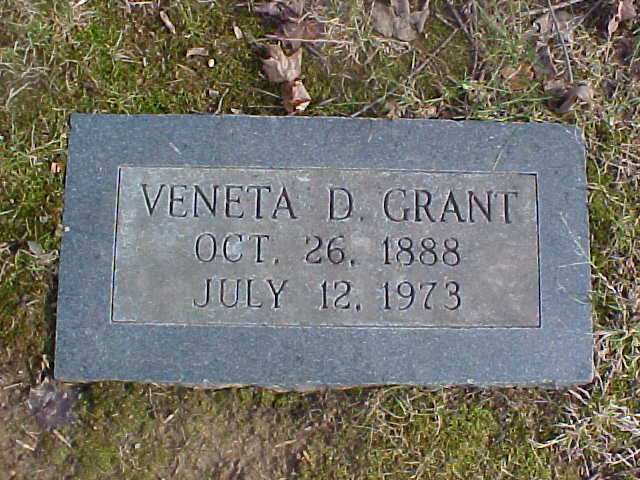 VENETA D. GRANT
OCT. 26, 1888
JULY 12, 1973